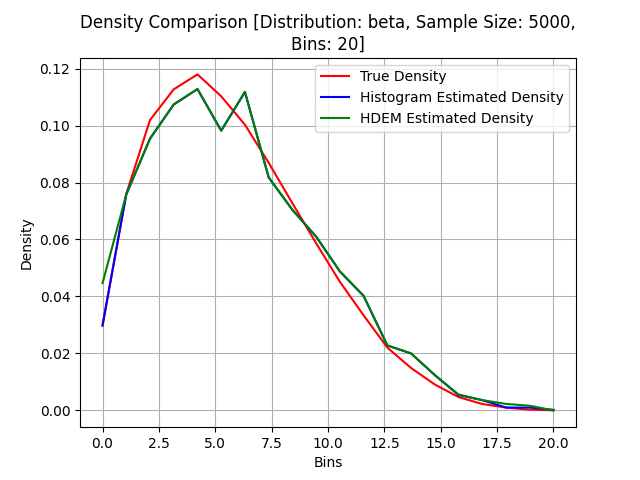 Density Comparison [Distribution: beta, Sample Size: 5000,
Bins: 20]
True Density
Histogram Estimated Density
HDEM Estimated Density
Density
0.12
0.10
0.08
0.06
0.04
0.02
0.00
0.0 2.5 5.0 7.5 10.0 12.5 15.0 17.5 20.0
Bins